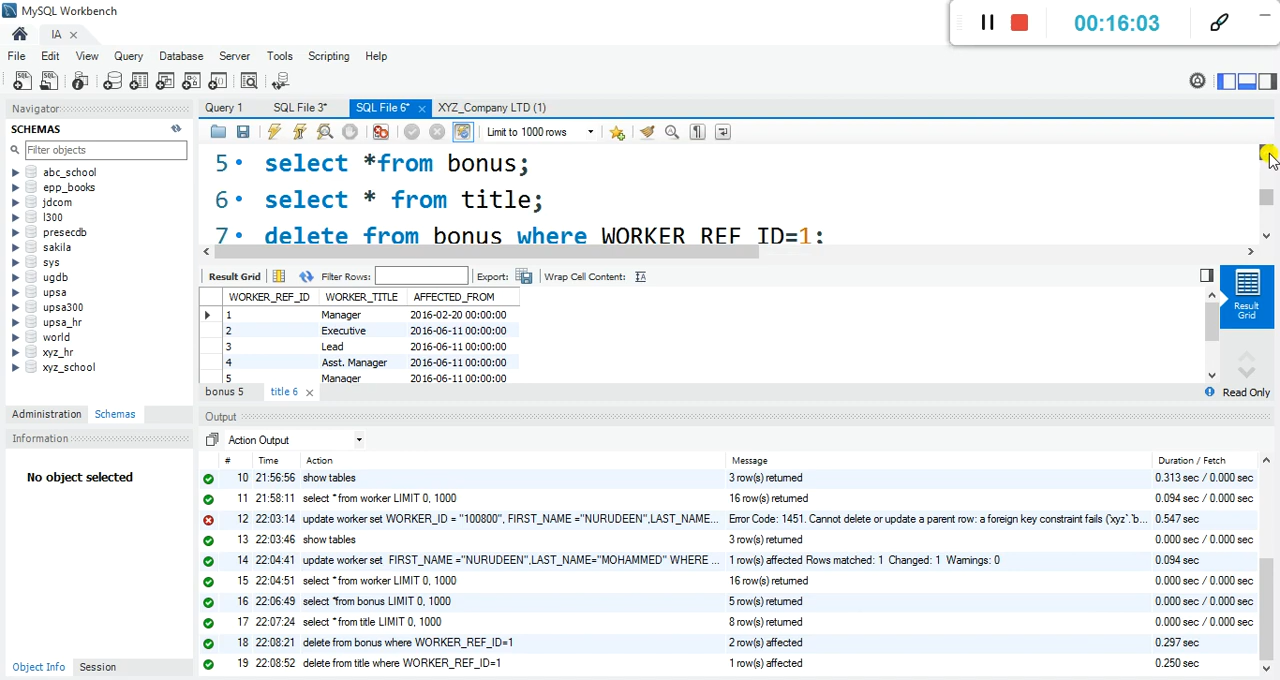 MySQL Workbench
IA
00:16:03
File Edit View Query Database Server Tools Scripting Help
Navigator
SCHEMAS
Filter objects
abc_school
epp_books
jdcom
l300
presecdb
sakila
sys
ugdb
upsa
upsa300
upsa_hr
world
xyz_hr
xyz_school
Administration Schemas
Information
No object selected
Object Info Session
Query 1 SQL File 3* SQL File 6* XYZ_Company LTD (1)
Limit to 1000 rows
5 select *from bonus;
6 select * from title;
7 delete from bonus where WORKER_REF_ID=1;
Result Grid Filter Rows: Export: Wrap Cell Content:
WORKER_REF_ID WORKER_TITLE AFFECTED_FROM
1 Manager 2016-02-20 00:00:00
2 Executive 2016-06-11 00:00:00
3 Lead 2016-06-11 00:00:00
4 Asst. Manager 2016-06-11 00:00:00
5 Manager 2016-06-11 00:00:00
Result Grid
bonus 5 title 6
Read Only
Output
Action Output
# Time Action Message Duration / Fetch
10 21:56:56 show tables 3 row(s) returned 0.313 sec / 0.000 sec
11 21:58:11 select * from worker LIMIT 0, 1000 16 row(s) returned 0.094 sec / 0.000 sec
12 22:03:14 update worker set WORKER_ID = "100800", FIRST_NAME ="NURUDEEN",LAST_NAME... Error Code: 1451. Cannot delete or update a parent row: a foreign key constraint fails (`xyz`.`b... 0.547 sec
13 22:03:46 show tables 3 row(s) returned 0.000 sec / 0.000 sec
14 22:04:41 update worker set FIRST_NAME ="NURUDEEN",LAST_NAME="MOHAMMED" WHERE ... 1 row(s) affected Rows matched: 1 Changed: 1 Warnings: 0 0.094 sec
15 22:04:51 select * from worker LIMIT 0, 1000 16 row(s) returned 0.000 sec / 0.000 sec
16 22:06:49 select *from bonus LIMIT 0, 1000 5 row(s) returned 0.000 sec / 0.000 sec
17 22:07:24 select * from title LIMIT 0, 1000 8 row(s) returned 0.000 sec / 0.000 sec
18 22:08:21 delete from bonus where WORKER_REF_ID=1 2 row(s) affected 0.297 sec
19 22:08:52 delete from title where WORKER_REF_ID=1 1 row(s) affected 0.250 sec